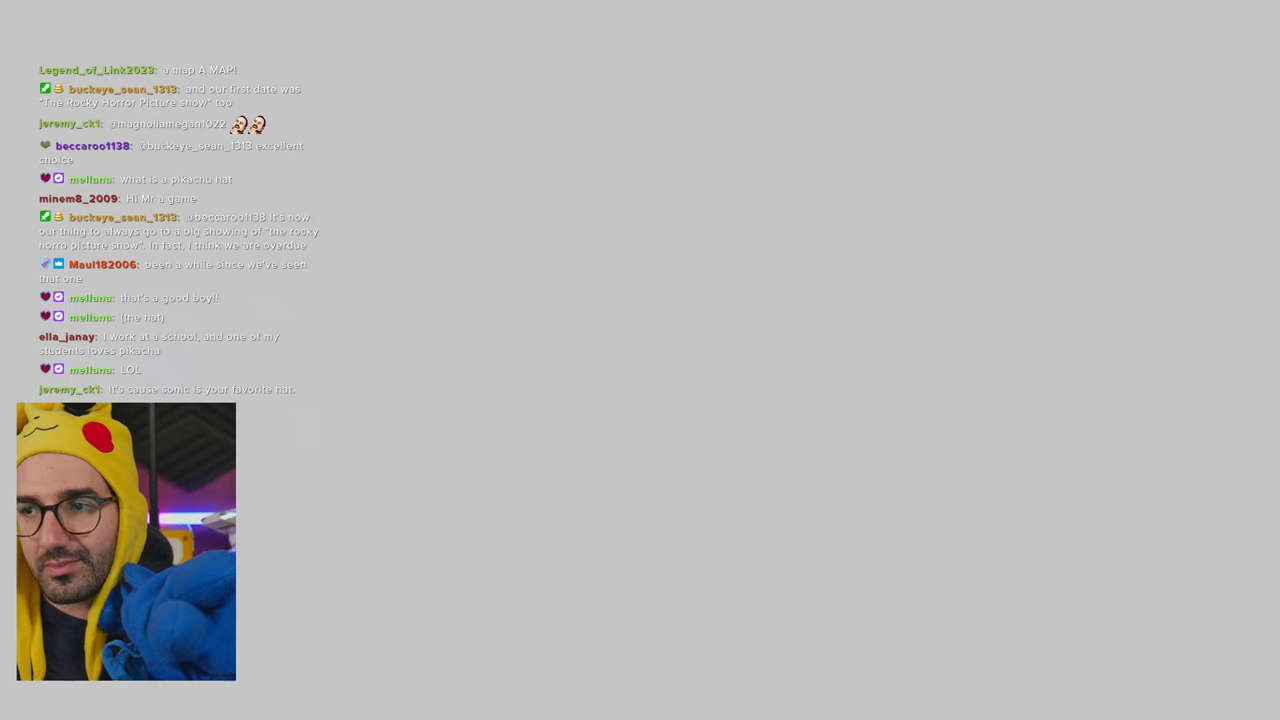 Legend_of_Link2023: a map A MAP!
buckeye_sean_1313: and our first date was
"The Rocky Horror Picture show" too
jeremy_ck1: @magnoliamegan1022
beccaroo1138: @buckeye_sean_1313 excellent
choice
mellana: what is a pikachu hat
minem8_2009: Hi Mr a game
buckeye_sean_1313: @beccaroo1138 It's now
our thing to always go to a big showing of "the rocky
horro picture show". In fact, I think we are overdue
Maul182006: been a while since we've seen
that one
mellana: that's a good boy!!
mellana: (the hat)
ella_janay: I work at a school, and one of my
students loves pikachu
mellana: LOL
jeremy_ck1: It's cause sonic is your favorite hat.